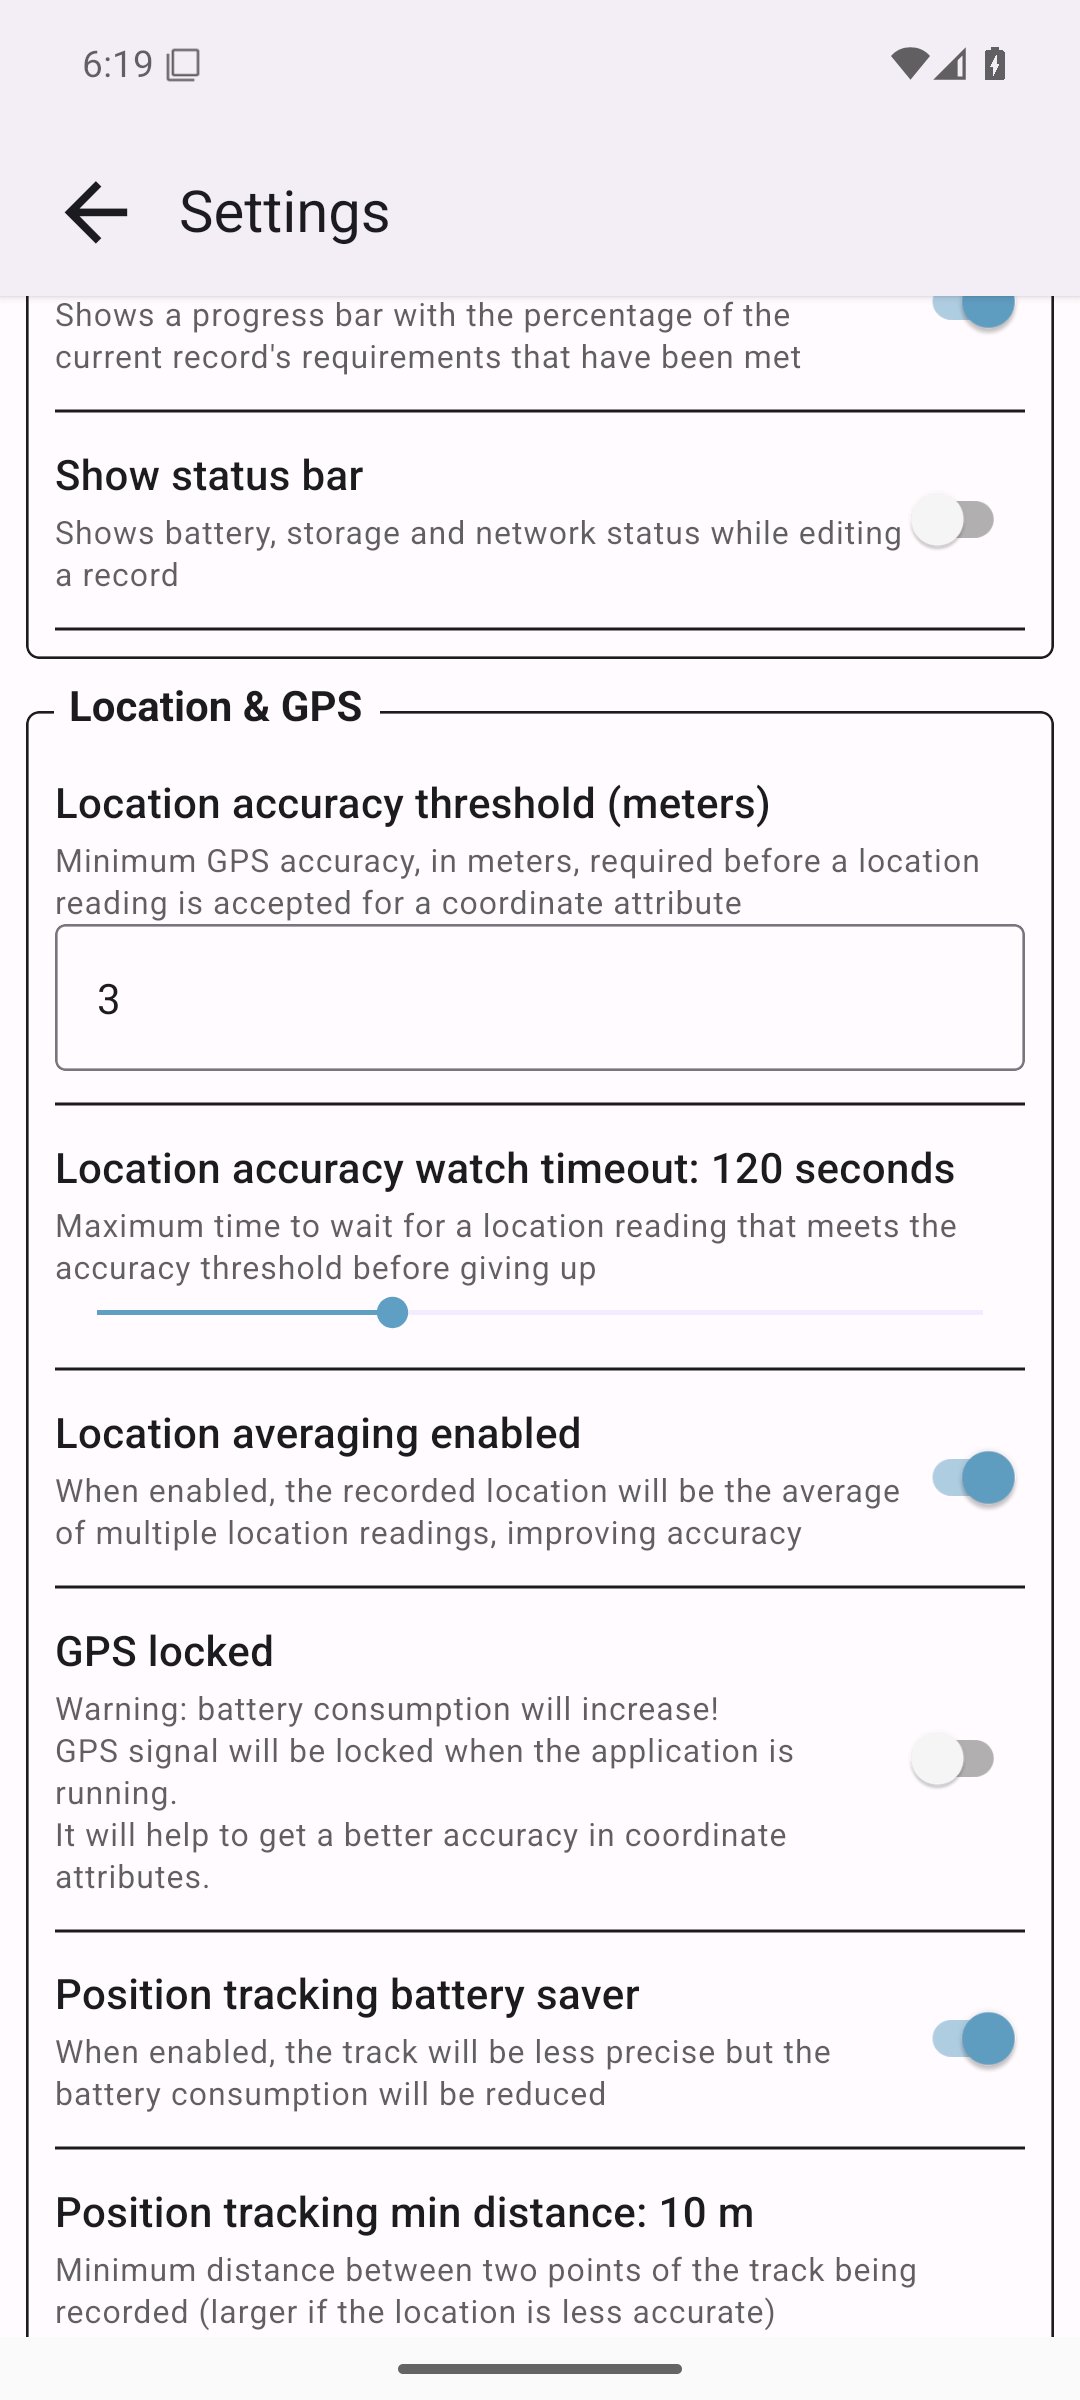 6:19
Settings
Shows a progress bar with the percentage of the
current record's requirements that have been met
Show status bar
Shows battery, storage and network status while editing
a record
Location & GPS
Location accuracy threshold (meters)
Minimum GPS accuracy, in meters, required before a location
reading is accepted for a coordinate attribute
3
Location accuracy watch timeout: 120 seconds
Maximum time to wait for a location reading that meets the
accuracy threshold before giving up
Location averaging enabled
When enabled, the recorded location will be the average
of multiple location readings, improving accuracy
GPS locked
Warning: battery consumption will increase!
GPS signal will be locked when the application is
running.
It will help to get a better accuracy in coordinate
attributes.
Position tracking battery saver
When enabled, the track will be less precise but the
battery consumption will be reduced
Position tracking min distance: 10 m
Minimum distance between two points of the track being
recorded (larger if the location is less accurate)